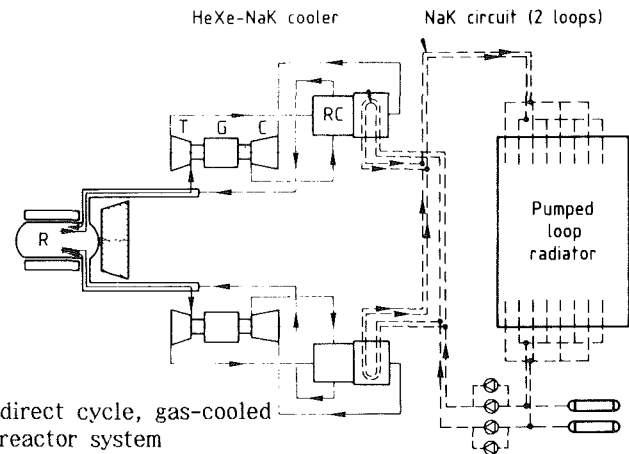 HeXe-NaK cooler
NaK circuit (2 loops)
T G C
RC
R
Pumped
loop
radiator
direct cycle, gas-cooled
reactor system